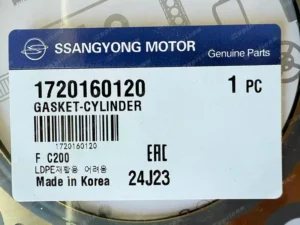 SSANGYONG MOTOR
Genuine Parts
1720160120 1 PC
GASKET-CYLINDER
1720160120
F C200 EAC
LDPE재활용 어려움
Made in Korea 24J23